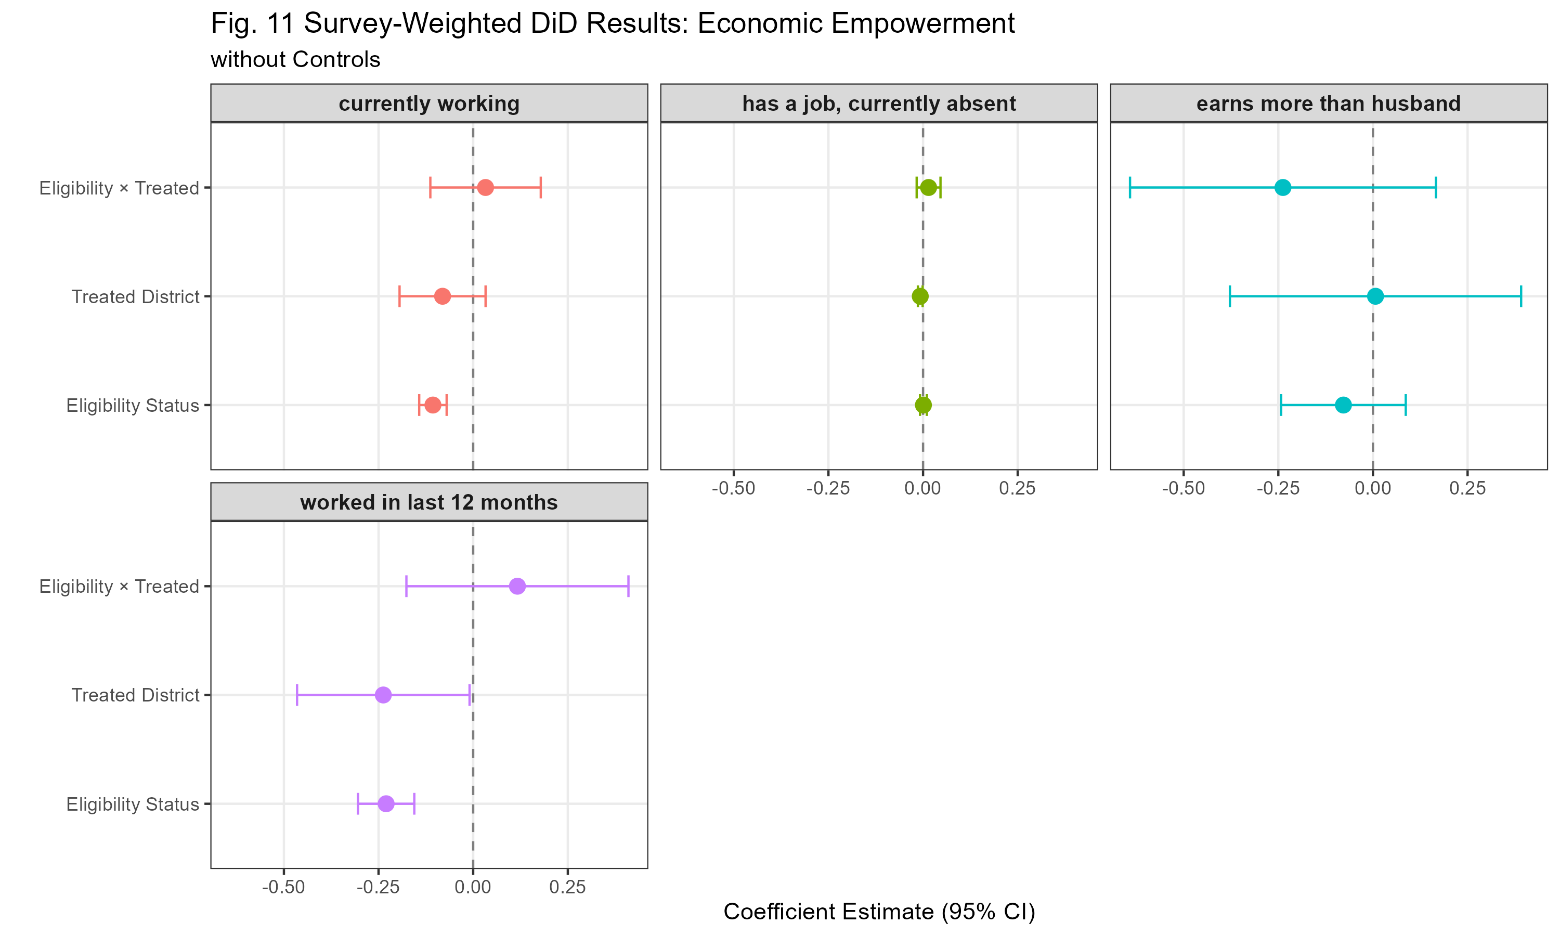 Fig. 11 Survey-Weighted DiD Results: Economic Empowerment
without Controls
currently working
has a job, currently absent
earns more than husband
Eligibility × Treated
Treated District
Eligibility Status
-0.50 -0.25 0.00 0.25
-0.50 -0.25 0.00 0.25
worked in last 12 months
Eligibility × Treated
Treated District
Eligibility Status
-0.50 -0.25 0.00 0.25
Coefficient Estimate (95% CI)